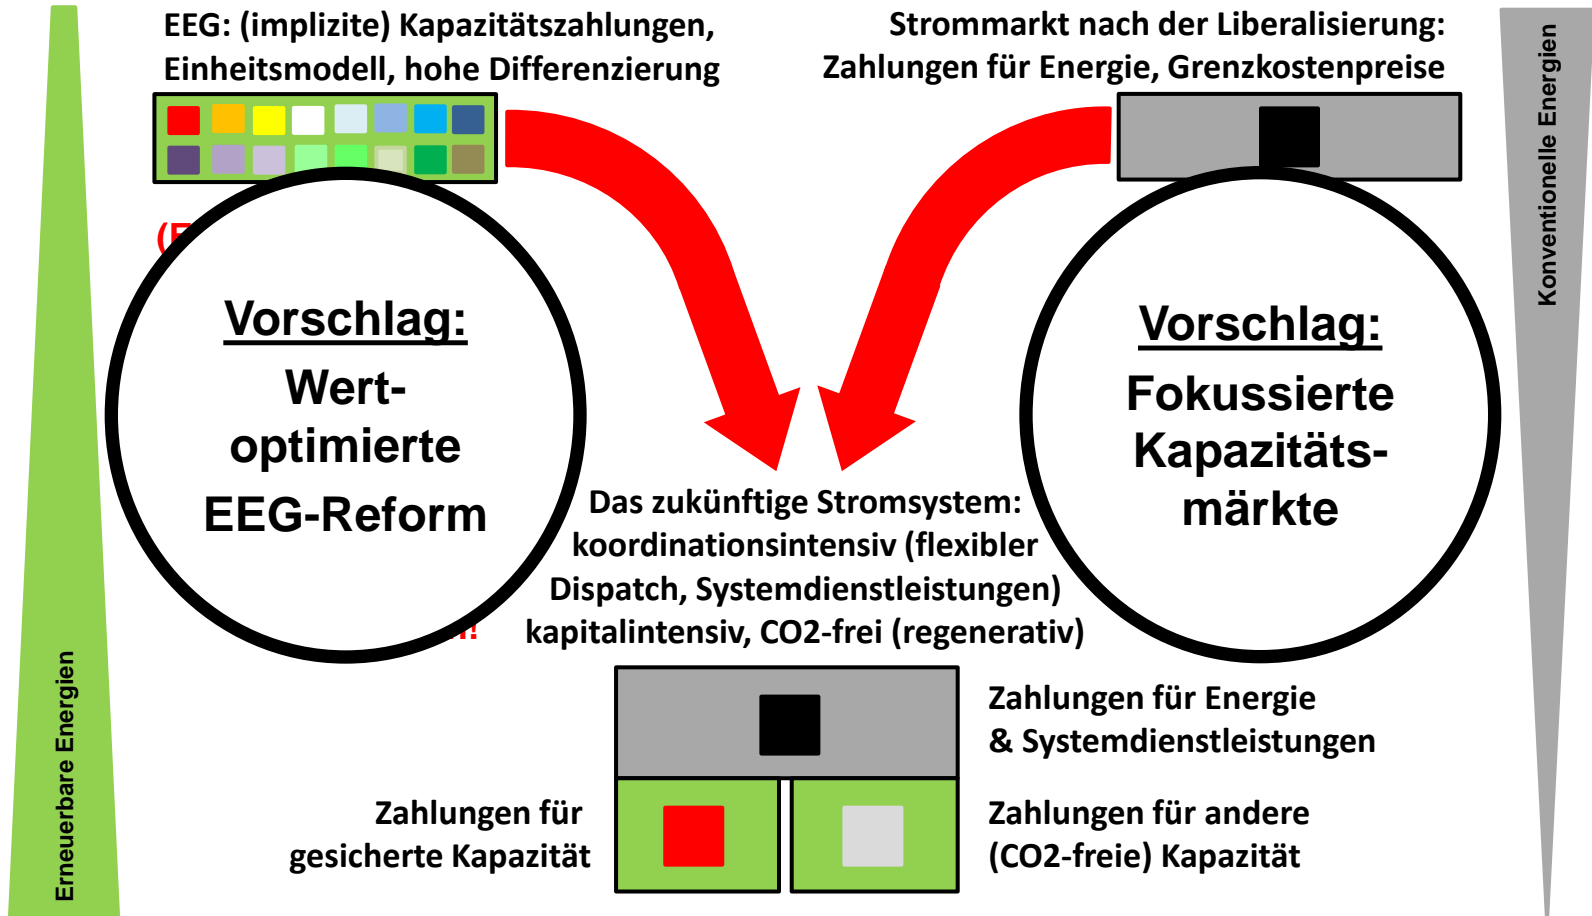 EEG: (implizite) Kapazitätszahlungen,
Einheitsmodell, hohe Differenzierung
Strommarkt nach der Liberalisierung:
Zahlungen für Energie, Grenzkostenpreise
Konventionelle Energien
Vorschlag:
Wert-
optimierte
EEG-Reform
Vorschlag:
Fokussierte
Kapazitäts-
märkte
Das zukünftige Stromsystem:
koordinationsintensiv (flexibler
Dispatch, Systemdienstleistungen)
kapitalintensiv, CO2-frei (regenerativ)
Erneuerbare Energien
Zahlungen für Energie
& Systemdienstleistungen
Zahlungen für
gesicherte Kapazität
Zahlungen für andere
(CO2-freie) Kapazität